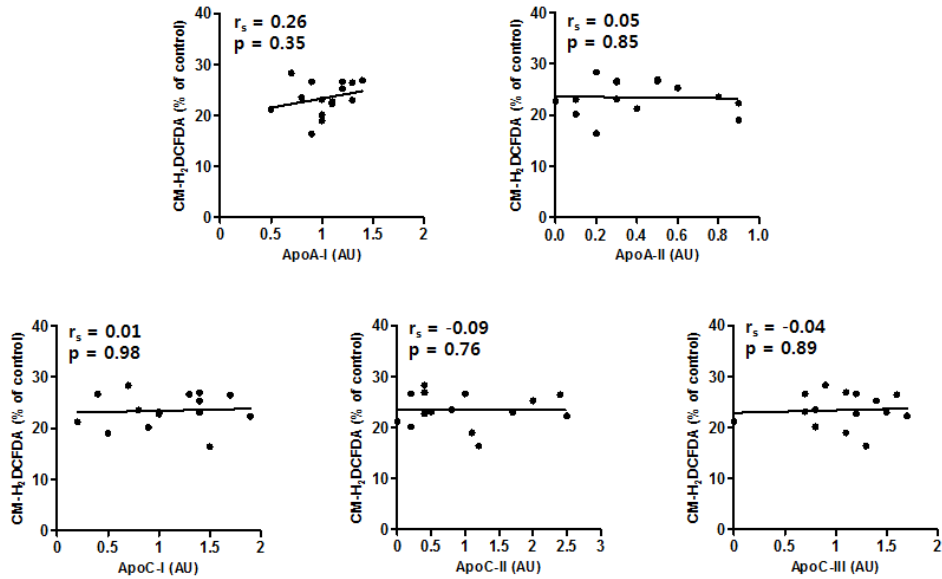 r_s = 0.26
p = 0.35
CM-H₂DCFDA (% of control)
40
30
20
10
0
0.5
1
1.5
2
ApoA-I (AU)
r_s = 0.05
p = 0.85
CM-H₂DCFDA (% of control)
40
30
20
10
0
0.0
0.2
0.4
0.6
0.8
1.0
ApoA-II (AU)
r_s = 0.01
p = 0.98
CM-H₂DCFDA (% of control)
40
30
20
10
0
0
0.5
1
1.5
2
ApoC-I (AU)
r_s = -0.09
p = 0.76
CM-H₂DCFDA (% of control)
40
30
20
10
0
0
0.5
1
1.5
2
2.5
3
ApoC-II (AU)
r_s = -0.04
p = 0.89
CM-H₂DCFDA (% of control)
40
30
20
10
0
0
0.5
1
1.5
2
ApoC-III (AU)